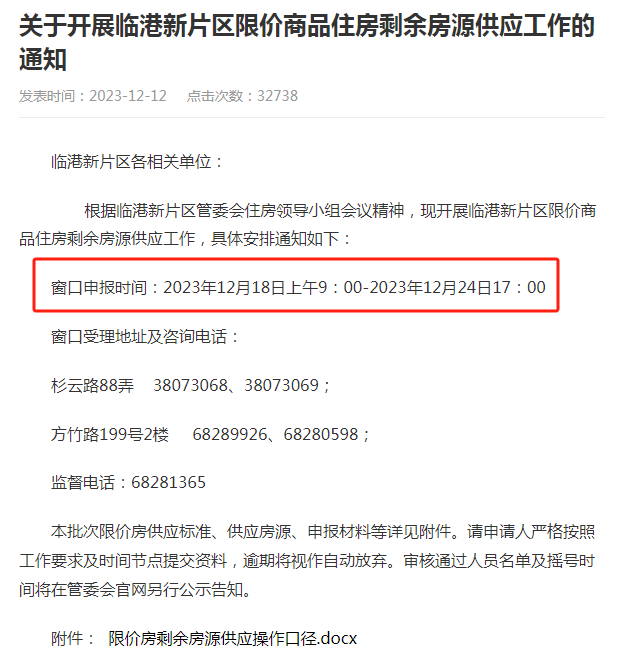 关于开展临港新片区限价商品住房剩余房源供应工作的
通知
发表时间：2023-12-12 点击次数：32738
临港新片区各相关单位：
根据临港新片区管委会住房领导小组会议精神，现开展临港新片区限价商
品住房剩余房源供应工作，具体安排通知如下：
窗口申报时间：2023年12月18日上午9：00-2023年12月24日17：00
窗口受理地址及咨询电话：
杉云路88弄 38073068、38073069；
方竹路199号2楼 68289926、68280598；
监督电话：68281365
本批次限价房供应标准、供应房源、申报材料等详见附件。请申请人严格按照
工作要求及时间节点提交资料，逾期将视作自动放弃。审核通过人员名单及摇号时
间将在管委会官网另行公示告知。
附件： 限价房剩余房源供应操作口径.docx